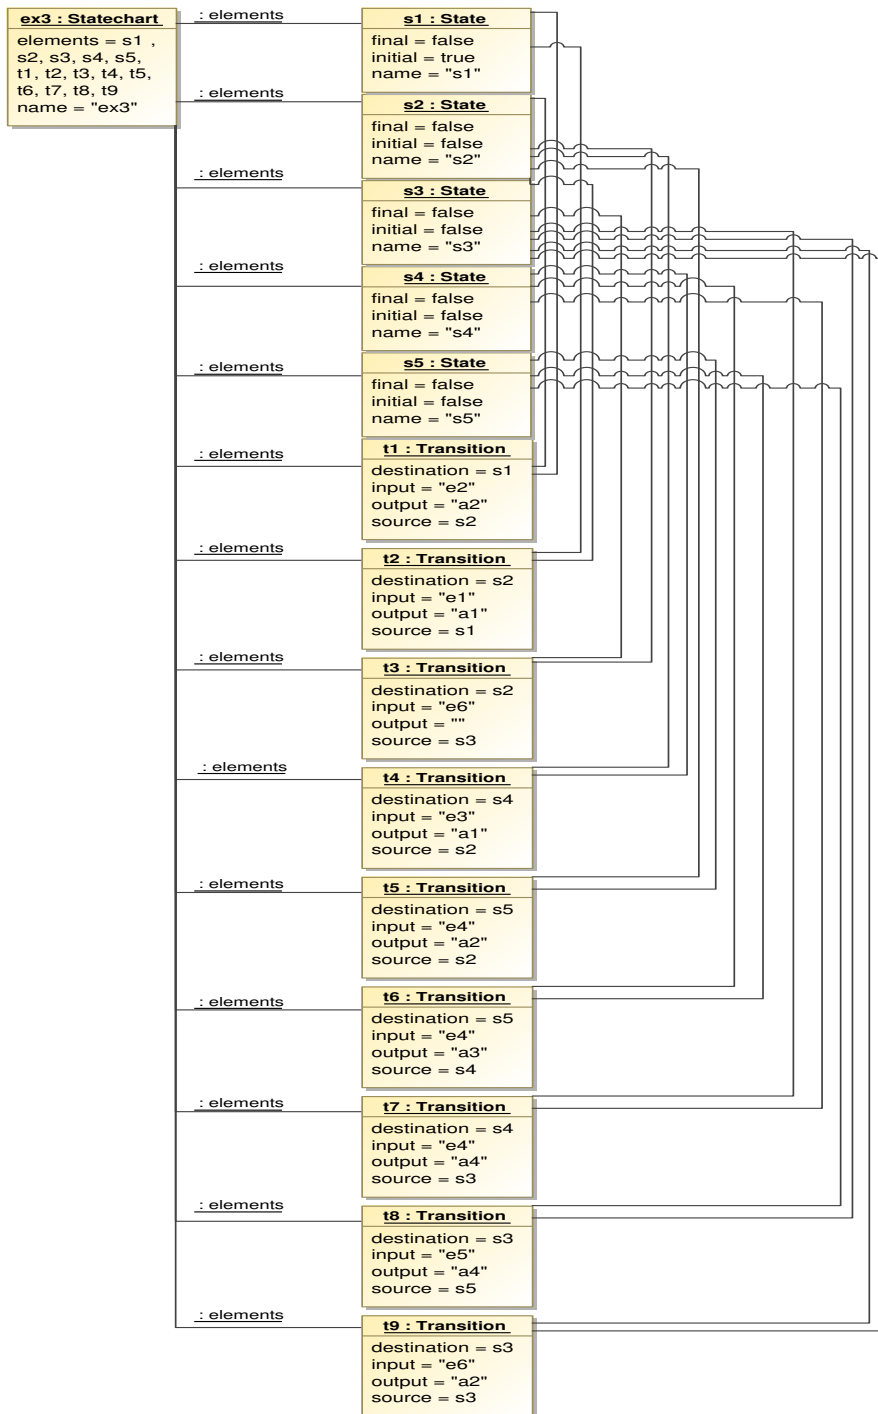 ex3 : Statechart
elements = s1 ,
s2, s3, s4, s5,
t1, t2, t3, t4, t5,
t6, t7, t8, t9
name = "ex3"
: elements
s1 : State
final = false
initial = true
name = "s1"
: elements
s2 : State
final = false
initial = false
name = "s2"
: elements
s3 : State
final = false
initial = false
name = "s3"
: elements
s4 : State
final = false
initial = false
name = "s4"
: elements
s5 : State
final = false
initial = false
name = "s5"
: elements
t1 : Transition
destination = s1
input = "e2"
output = "a2"
source = s2
: elements
t2 : Transition
destination = s2
input = "e1"
output = "a1"
source = s1
: elements
t3 : Transition
destination = s2
input = "e6"
output = ""
source = s3
: elements
t4 : Transition
destination = s4
input = "e3"
output = "a1"
source = s2
: elements
t5 : Transition
destination = s5
input = "e4"
output = "a2"
source = s2
: elements
t6 : Transition
destination = s5
input = "e4"
output = "a3"
source = s4
: elements
t7 : Transition
destination = s4
input = "e4"
output = "a4"
source = s3
: elements
t8 : Transition
destination = s3
input = "e5"
output = "a4"
source = s5
: elements
t9 : Transition
destination = s3
input = "e6"
output = "a2"
source = s3